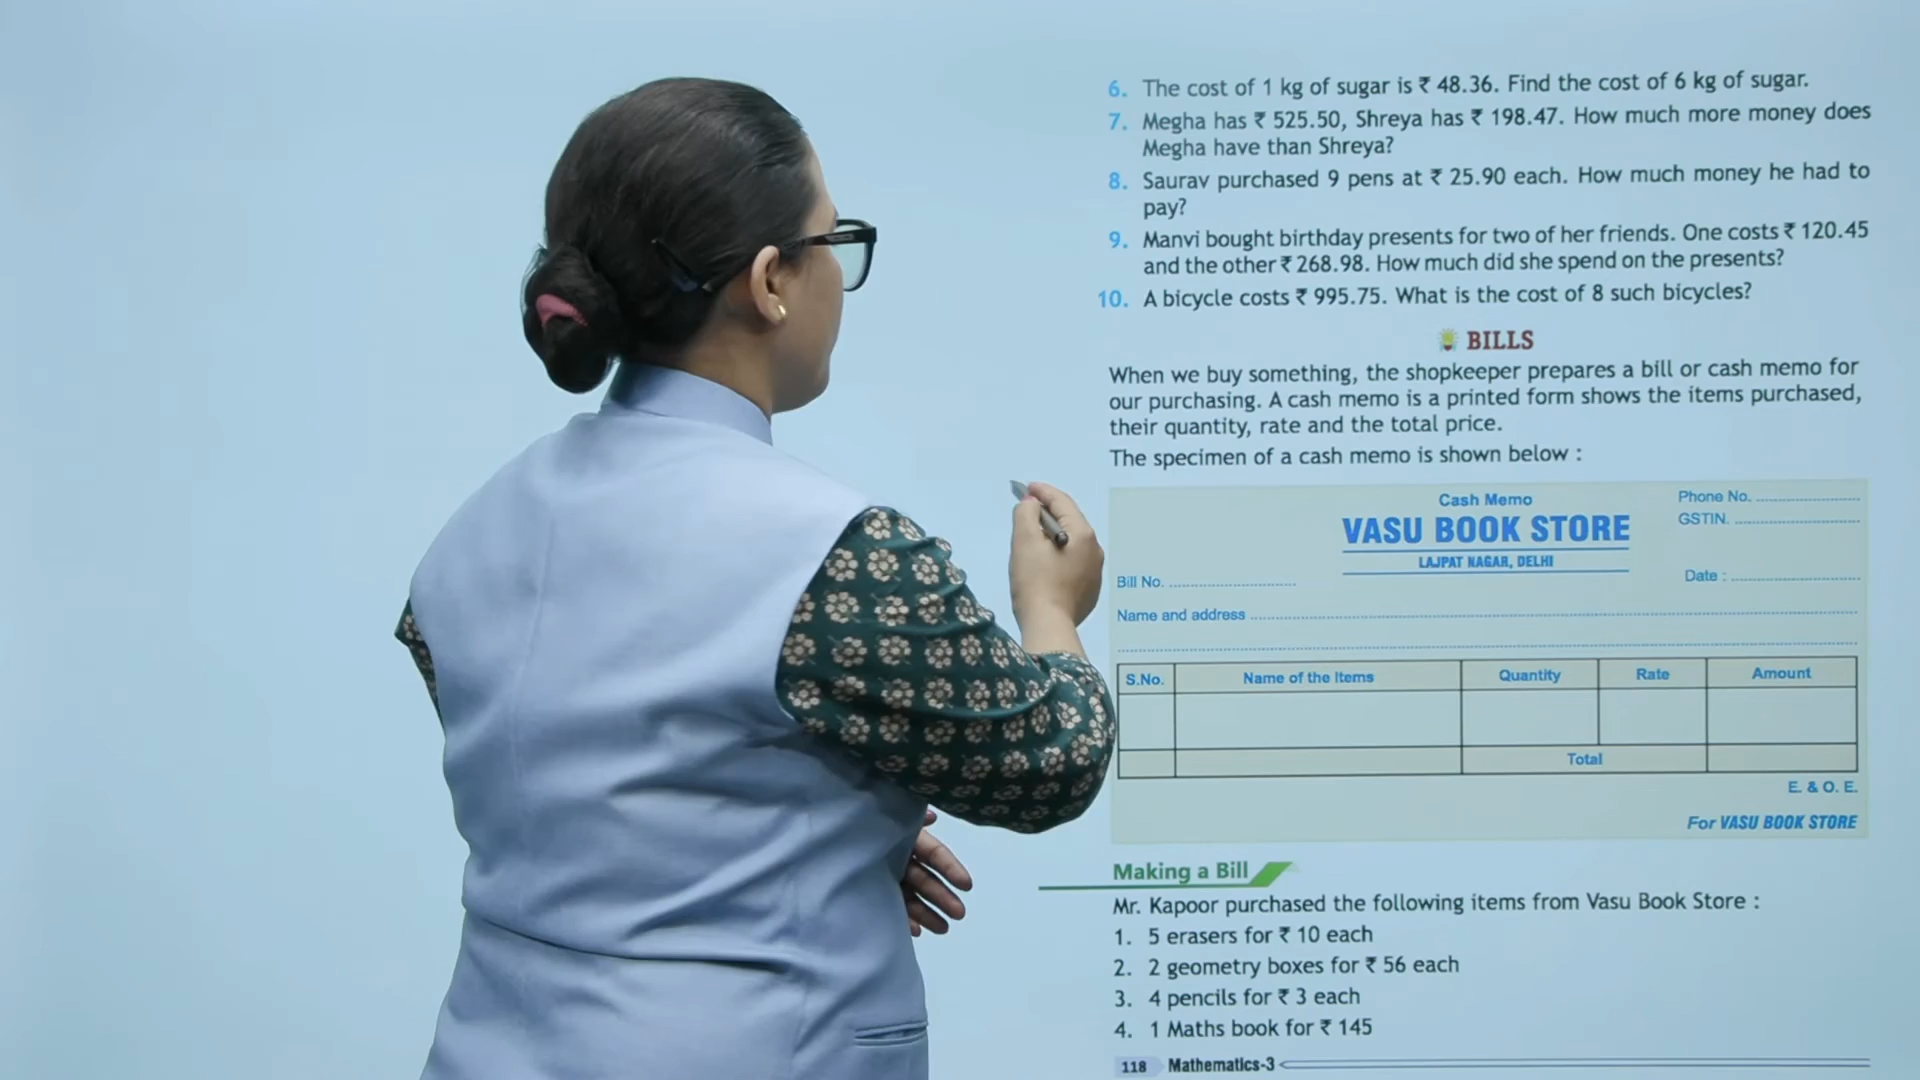 6. The cost of 1 kg of sugar is ₹ 48.36. Find the cost of 6 kg of sugar.
7. Megha has ₹ 525.50, Shreya has ₹ 198.47. How much more money does
Megha have than Shreya?
8. Saurav purchased 9 pens at ₹ 25.90 each. How much money he had to
pay?
9. Manvi bought birthday presents for two of her friends. One costs ₹ 120.45
and the other ₹ 268.98. How much did she spend on the presents?
10. A bicycle costs ₹ 995.75. What is the cost of 8 such bicycles?
BILLS
When we buy something, the shopkeeper prepares a bill or cash memo for
our purchasing. A cash memo is a printed form shows the items purchased,
their quantity, rate and the total price.
The specimen of a cash memo is shown below :
Cash Memo
Phone No.
VASU BOOK STORE
GSTIN.
LAJPAT NAGAR, DELHI
Bill No.
Date :
Name and address
S.No. Name of the Items Quantity Rate Amount
Total
E. & O. E.
For VASU BOOK STORE
Making a Bill
Mr. Kapoor purchased the following items from Vasu Book Store :
1. 5 erasers for ₹ 10 each
2. 2 geometry boxes for ₹ 56 each
3. 4 pencils for ₹ 3 each
4. 1 Maths book for ₹ 145
118 Mathematics-3